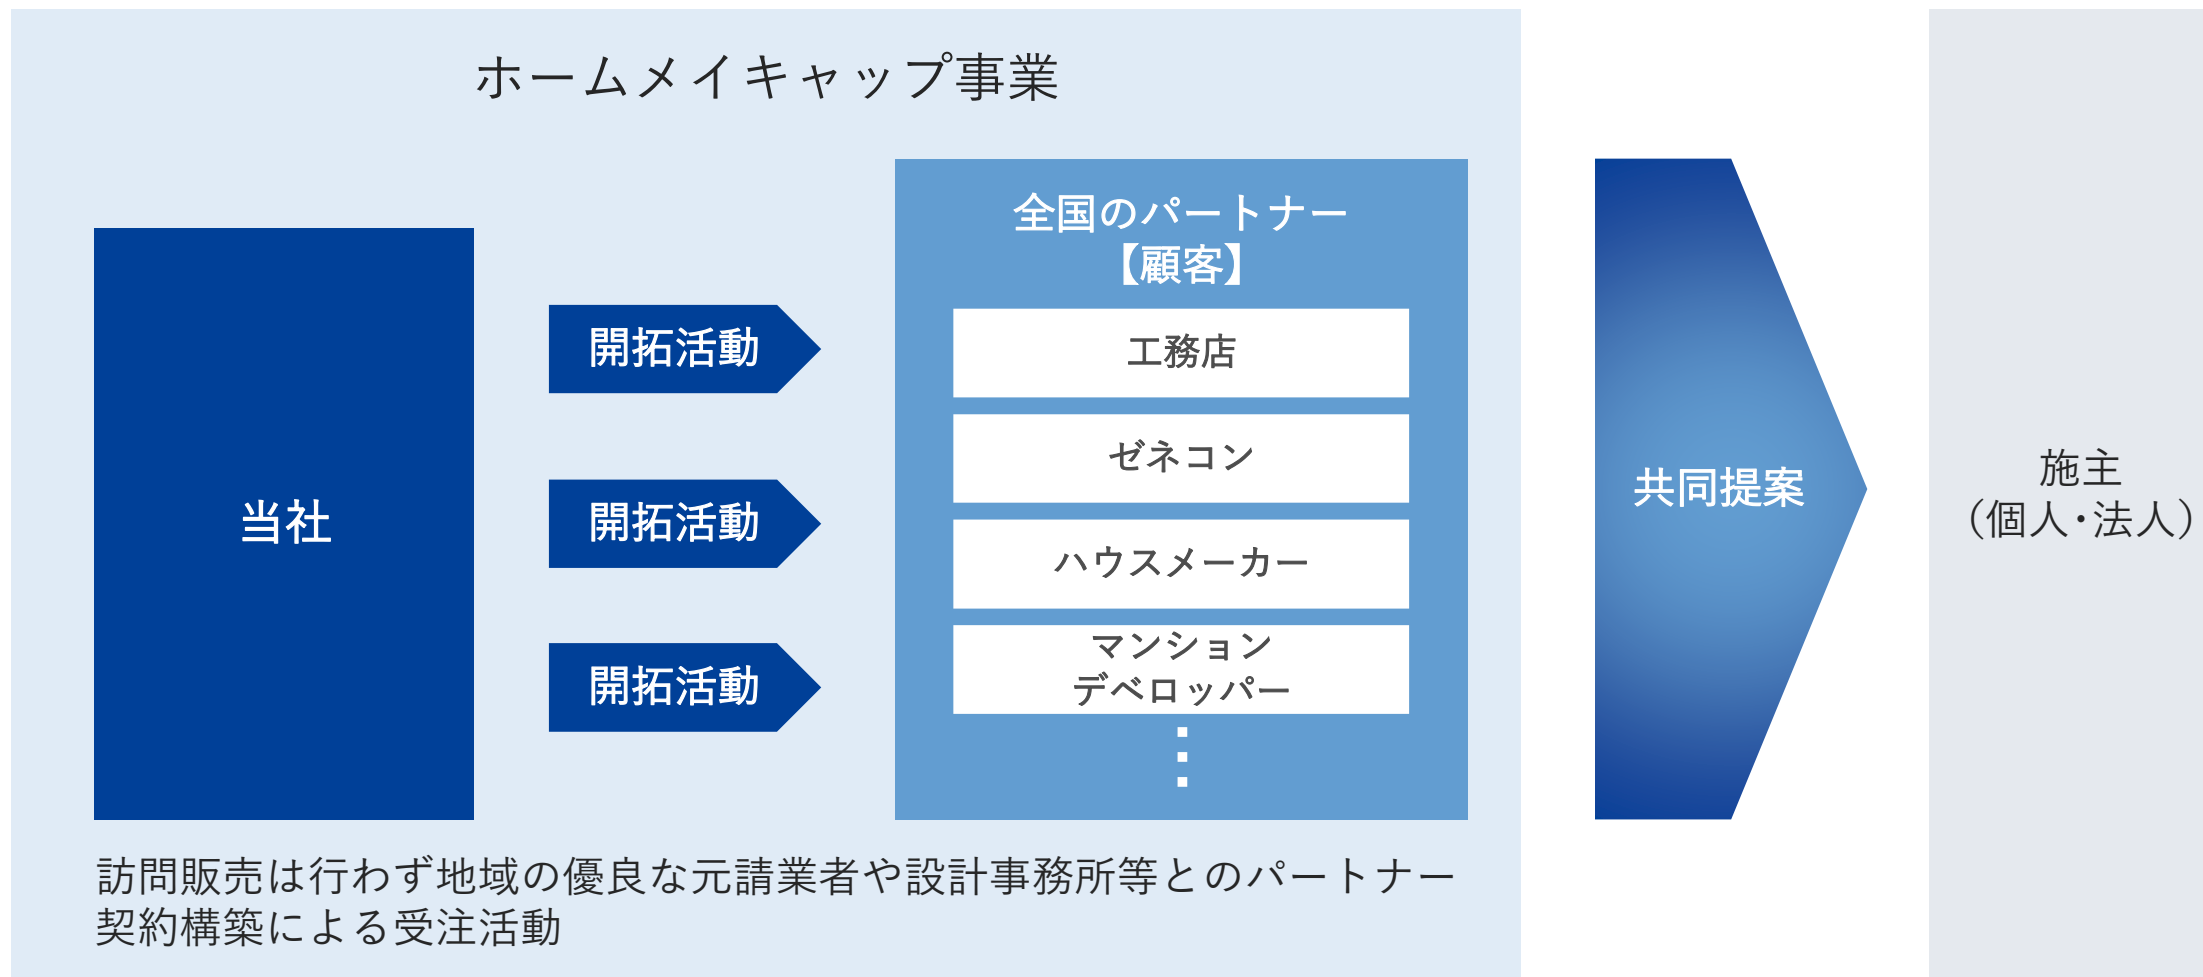 ホームメイキャップ事業
当社
開拓活動
開拓活動
開拓活動
全国のパートナー
【顧客】
工務店
ゼネコン
ハウスメーカー
マンション
デベロッパー
共同提案
施主
（個人・法人）
訪問販売は行わず地域の優良な元請業者や設計事務所等とのパートナー
契約構築による受注活動